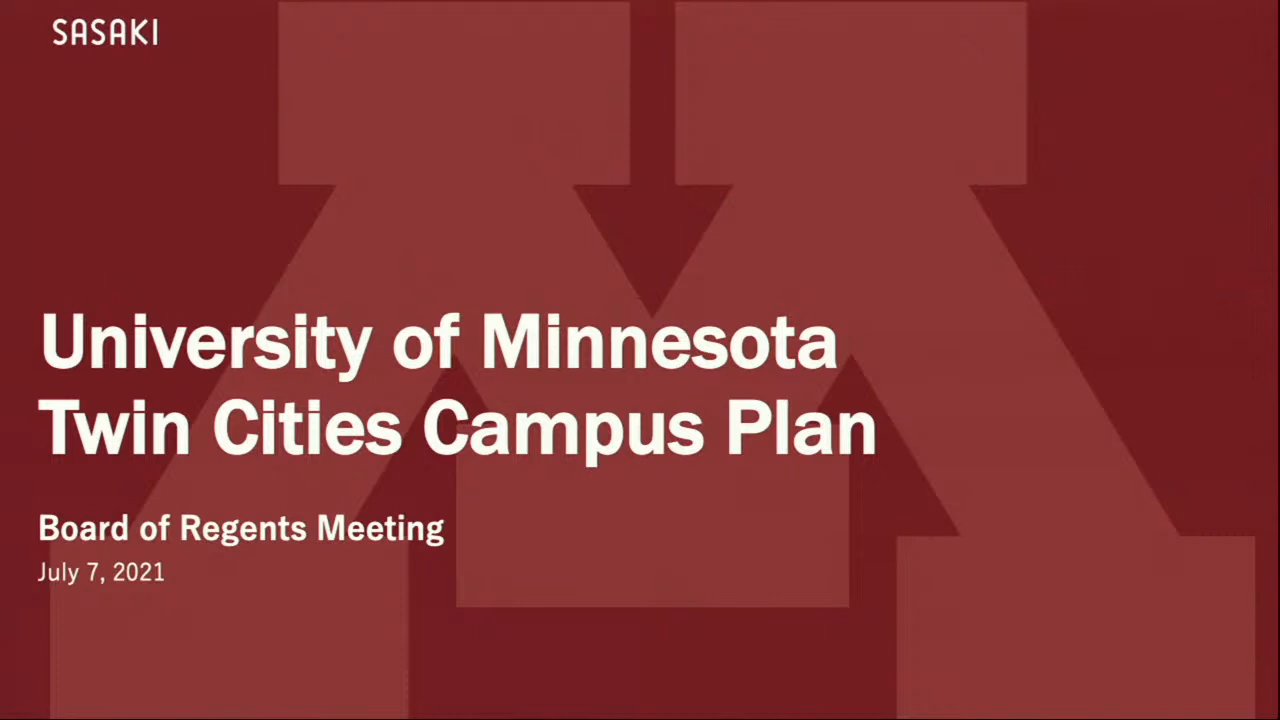 SASAKI
University of Minnesota
Twin Cities Campus Plan
Board of Regents Meeting
July 7, 2021